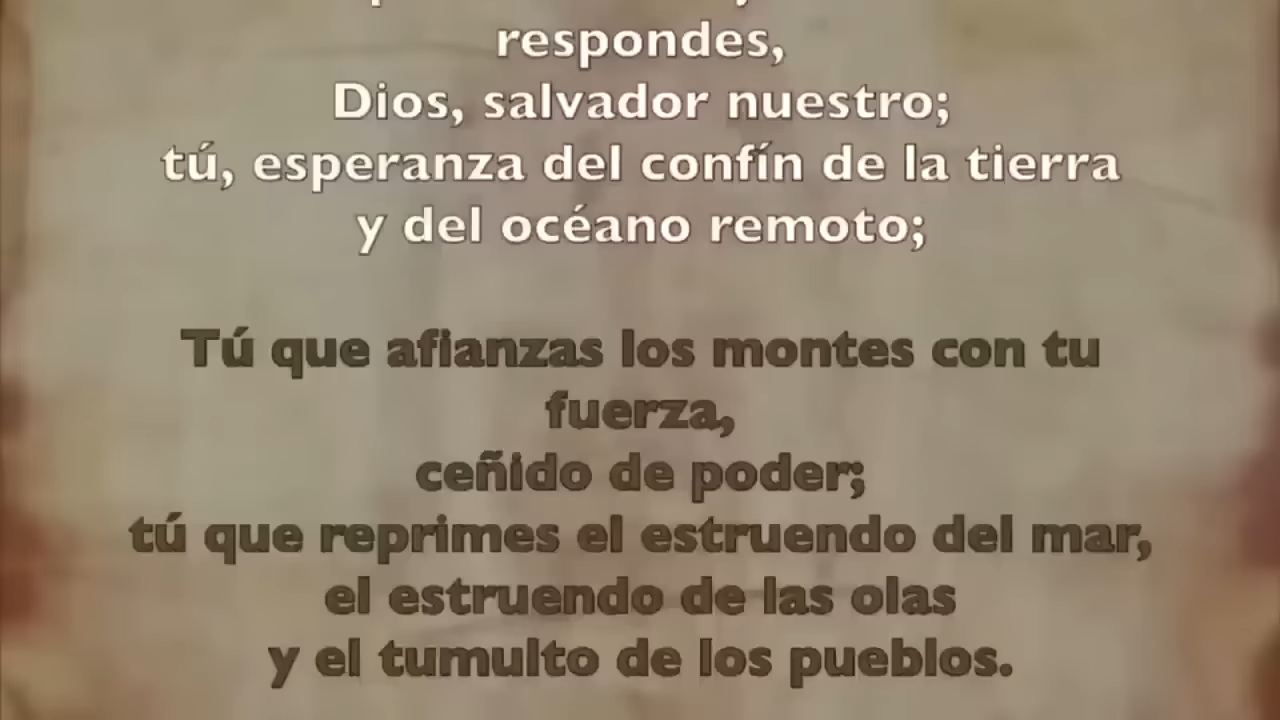 respondes,
Dios, salvador nuestro;
tú, esperanza del confín de la tierra
y del océano remoto;
Tú que afianzas los montes con tu
fuerza,
ceñido de poder;
tú que reprimes el estruendo del mar,
el estruendo de las olas
y el tumulto de los pueblos.